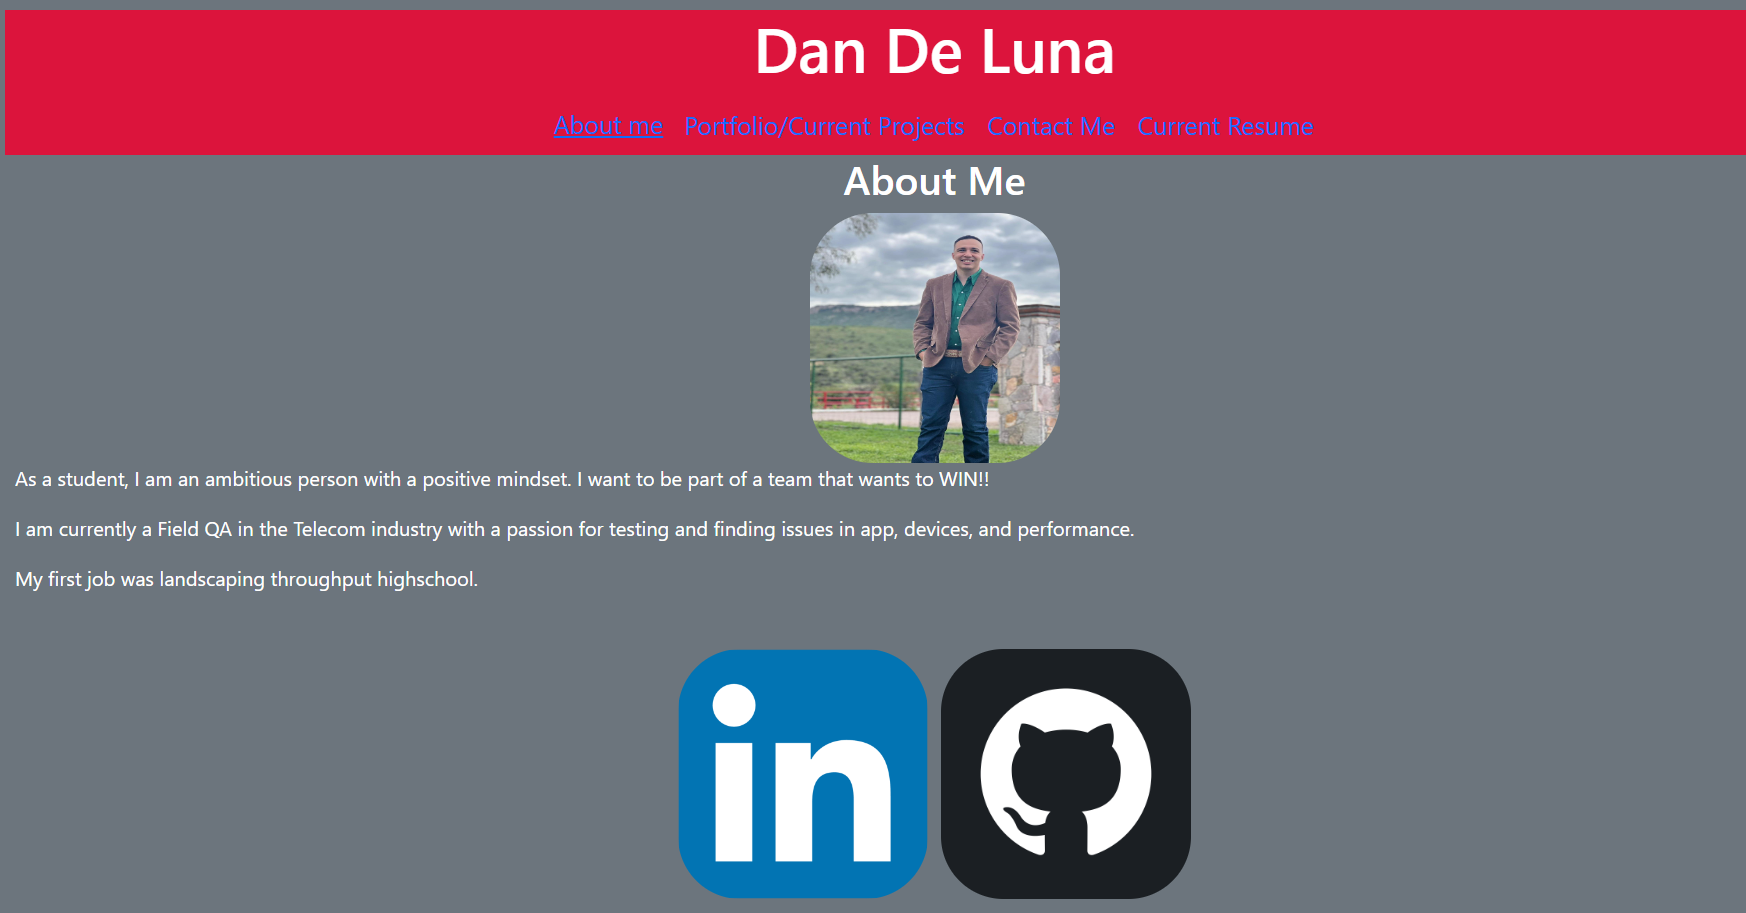 Dan De Luna
About me Portfolio/Current Projects Contact Me Current Resume
About Me
As a student, I am an ambitious person with a positive mindset. I want to be part of a team that wants to WIN!!
I am currently a Field QA in the Telecom industry with a passion for testing and finding issues in app, devices, and performance.
My first job was landscaping throughput highschool.
in